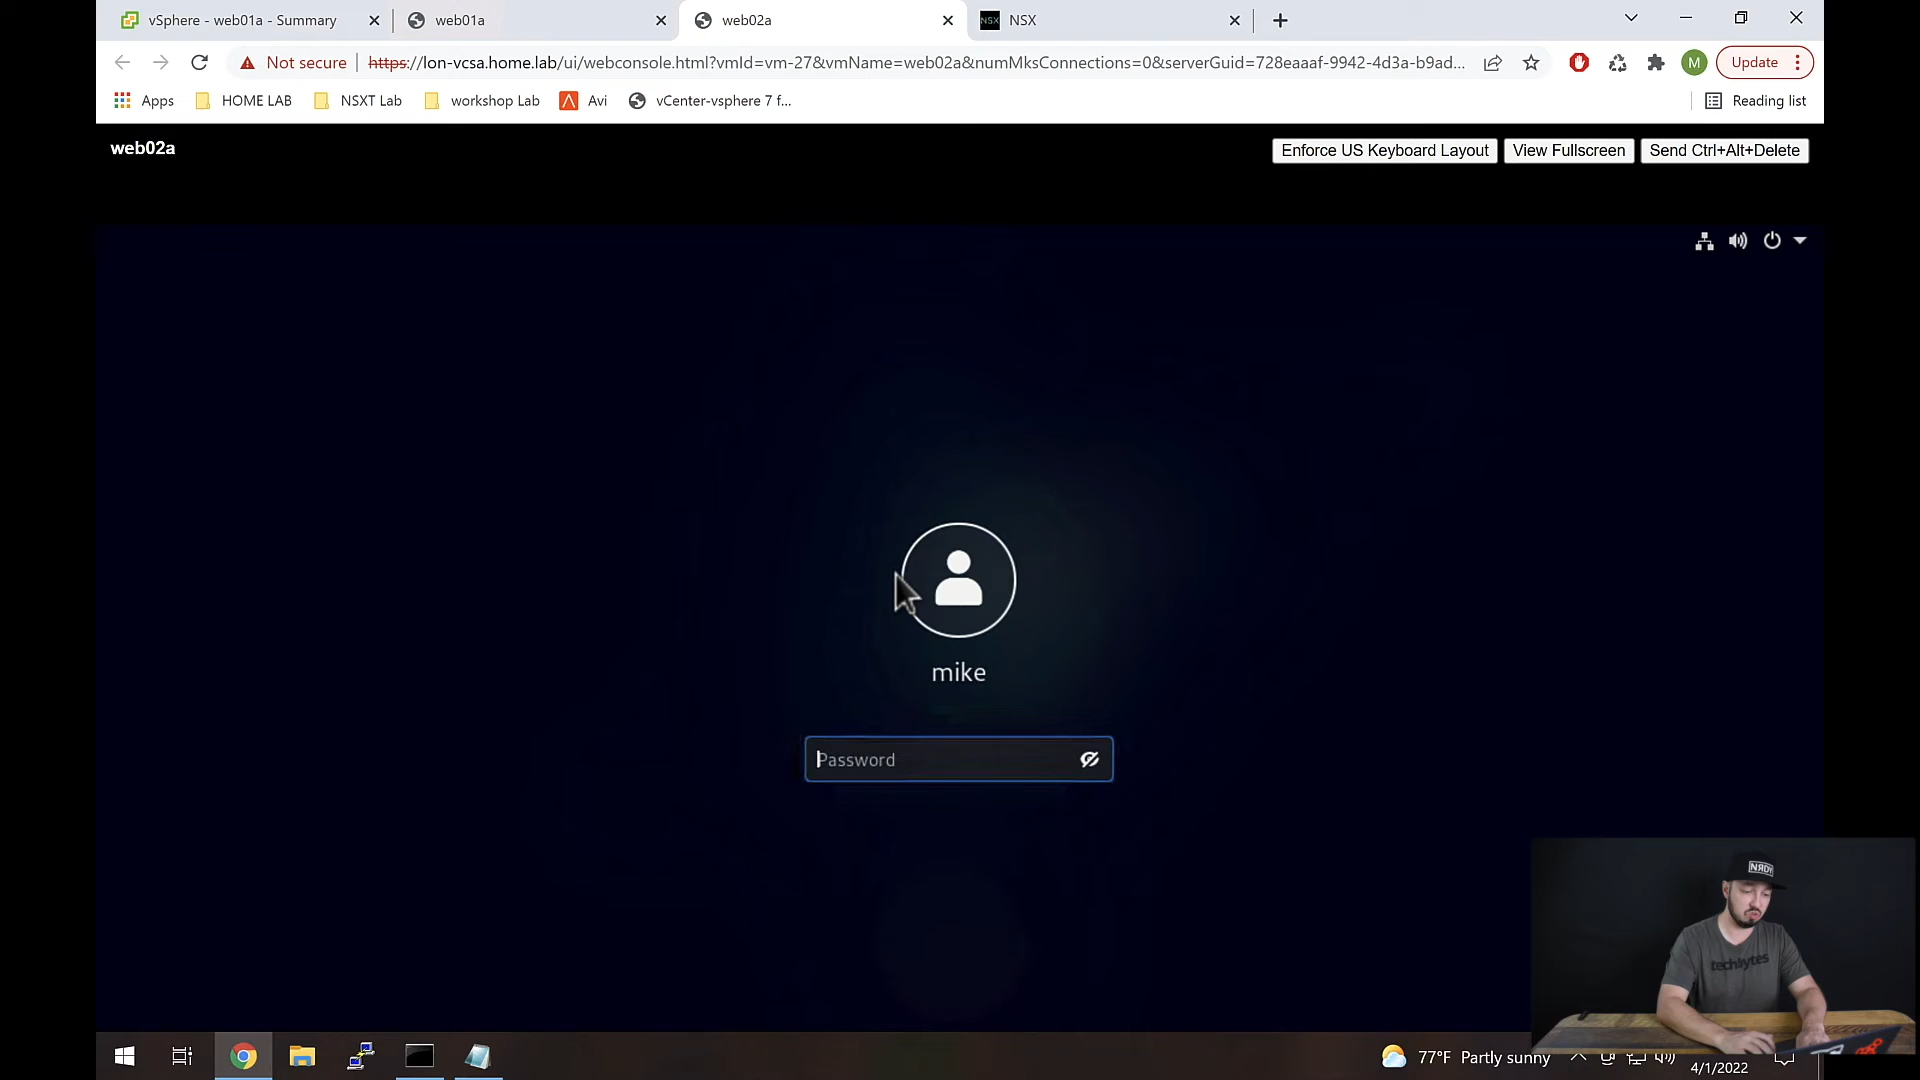 vSphere - web01a - Summary
web01a
web02a
NSX
NSX
Not secure
https://lon-vcsa.home.lab/ui/webconsole.html?vmId=vm-27&vmName=web02a&numMksConnections=0&serverGuid=728eaaaf-9942-4d3a-b9ad...
M
Update
Apps
HOME LAB
NSXT Lab
workshop Lab
Avi
vCenter-vsphere 7 f...
Reading list
web02a
Enforce US Keyboard Layout
View Fullscreen
Send Ctrl+Alt+Delete
mike
Password
techbytes
77°F Partly sunny
4/1/2022